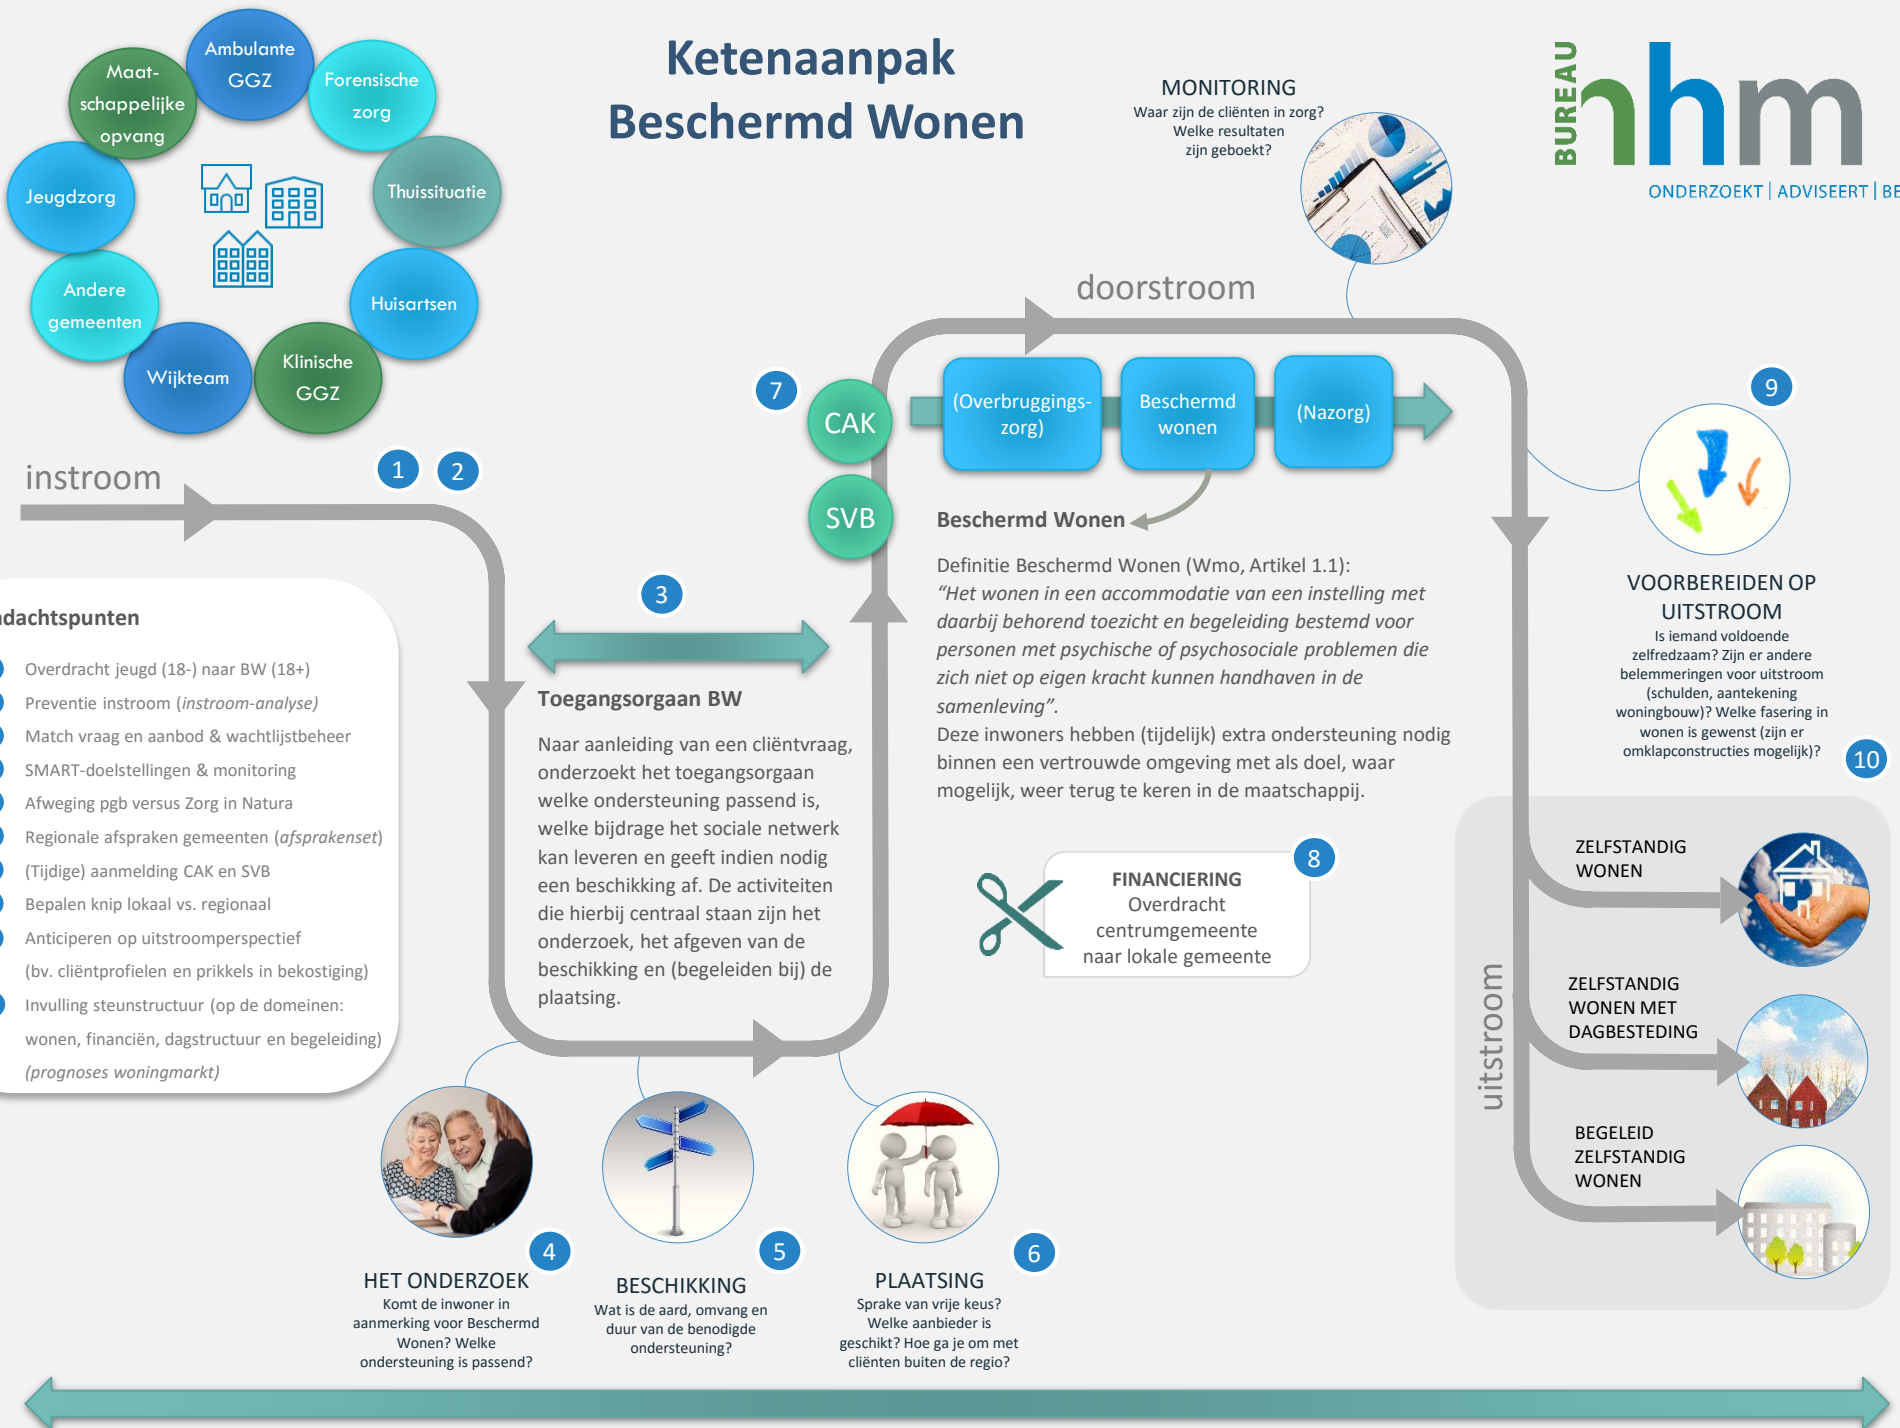 Ketenaanpak
Beschermd Wonen
BUREAU
nhm
ONDERZOEKT | ADVISEERT | BE
Ambulante
GGZ
Forensische
zorg
Thuissituatie
Huisartsen
Klinische
GGZ
Wijkteam
Andere
gemeenten
Jeugdzorg
Maat-
schappelijke
opvang
MONITORING
Waar zijn de cliënten in zorg?
Welke resultaten
zijn geboekt?
instroom
1
2
dachtspunten
Overdracht jeugd (18-) naar BW (18+)
Preventie instroom (instroom-analyse)
Match vraag en aanbod & wachtlijstbeheer
SMART-doelstellingen & monitoring
Afweging pgb versus Zorg in Natura
Regionale afspraken gemeenten (afsprakenset)
(Tijdige) aanmelding CAK en SVB
Bepalen knip lokaal vs. regionaal
Anticiperen op uitstroomperspectief
(bv. cliëntprofielen en prikkels in bekostiging)
Invulling steunstructuur (op de domeinen:
wonen, financiën, dagstructuur en begeleiding)
(prognoses woningmarkt)
3
Toegangsorgaan BW
Naar aanleiding van een cliëntvraag,
onderzoekt het toegangsorgaan
welke ondersteuning passend is,
welke bijdrage het sociale netwerk
kan leveren en geeft indien nodig
een beschikking af. De activiteiten
die hierbij centraal staan zijn het
onderzoek, het afgeven van de
beschikking en (begeleiden bij) de
plaatsing.
4
HET ONDERZOEK
Komt de inwoner in
aanmerking voor Beschermd
Wonen? Welke
ondersteuning is passend?
5
BESCHIKKING
Wat is de aard, omvang en
duur van de benodigde
ondersteuning?
6
PLAATSING
Sprake van vrije keus?
Welke aanbieder is
geschikt? Hoe ga je om met
cliënten buiten de regio?
7
CAK
SVB
doorstroom
(Overbruggings-
zorg)
Beschermd
wonen
(Nazorg)
Beschermd Wonen
Definitie Beschermd Wonen (Wmo, Artikel 1.1):
“Het wonen in een accommodatie van een instelling met
daarbij behorend toezicht en begeleiding bestemd voor
personen met psychische of psychosociale problemen die
zich niet op eigen kracht kunnen handhaven in de
samenleving”.
Deze inwoners hebben (tijdelijk) extra ondersteuning nodig
binnen een vertrouwde omgeving met als doel, waar
mogelijk, weer terug te keren in de maatschappij.
8
FINANCIERING
Overdracht
centrumgemeente
naar lokale gemeente
9
VOORBEREIDEN OP
UITSTROOM
Is iemand voldoende
zelfredzaam? Zijn er andere
belemmeringen voor uitstroom
(schulden, aantekening
woningbouw)? Welke fasering in
wonen is gewenst (zijn er
omklapconstructies mogelijk)?
10
uitstroom
ZELFSTANDIG
WONEN
ZELFSTANDIG
WONEN MET
DAGBESTEDING
BEGELEID
ZELFSTANDIG
WONEN